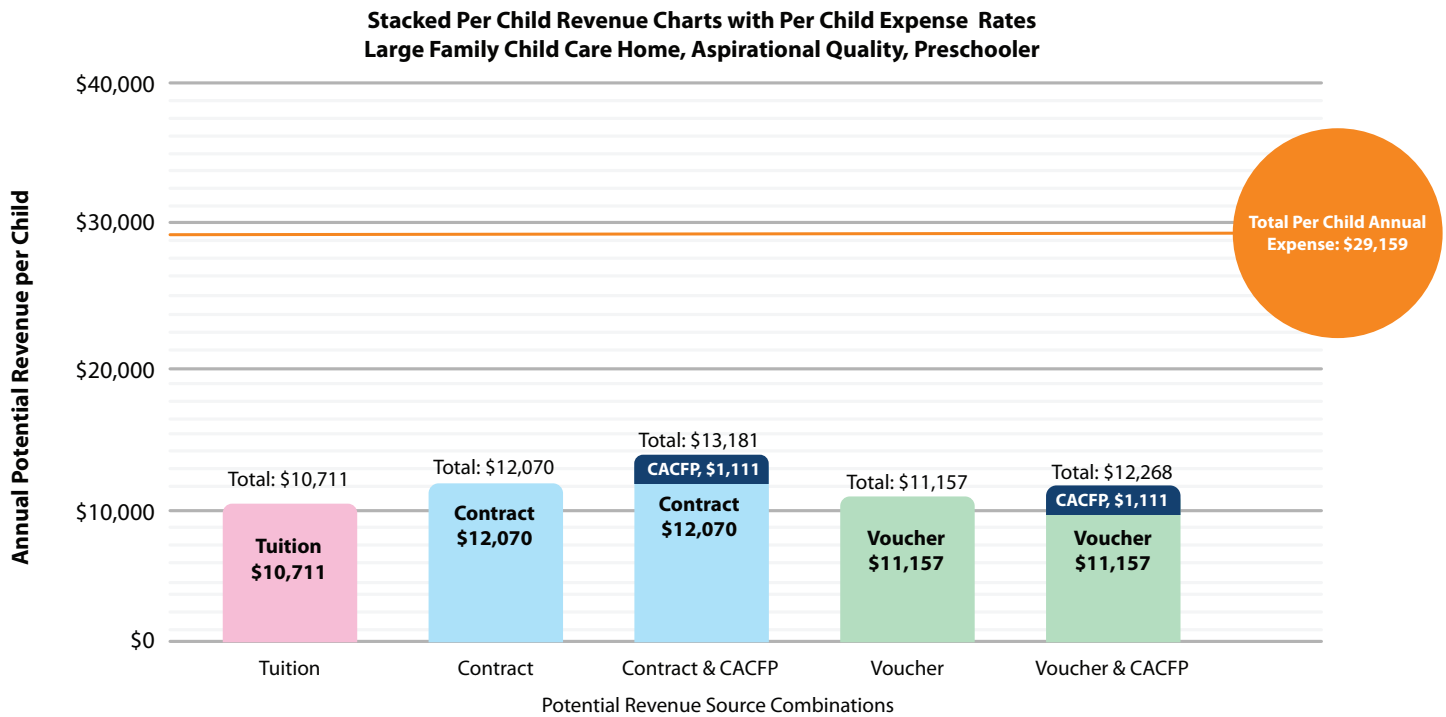 Stacked Per Child Revenue Charts with Per Child Expense Rates
Large Family Child Care Home, Aspirational Quality, Preschooler
Annual Potential Revenue per Child
$40,000
$30,000
$20,000
$10,000
$0
Total Per Child Annual
Expense: $29,159
Total: $10,711
Tuition
$10,711
Total: $12,070
Contract
$12,070
Total: $13,181
CACFP, $1,111
Contract
$12,070
Total: $11,157
Voucher
$11,157
Total: $12,268
CACFP, $1,111
Voucher
$11,157
Tuition
Contract
Contract & CACFP
Voucher
Voucher & CACFP
Potential Revenue Source Combinations